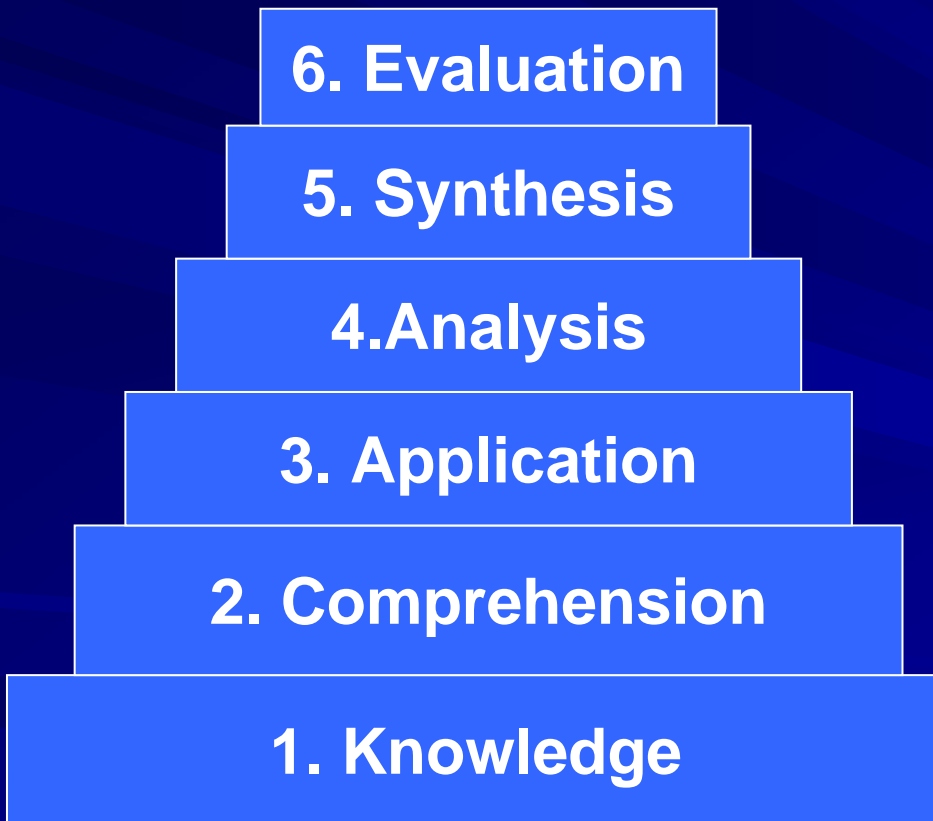 6. Evaluation
5. Synthesis
4.Analysis
3. Application
2. Comprehension
1. Knowledge